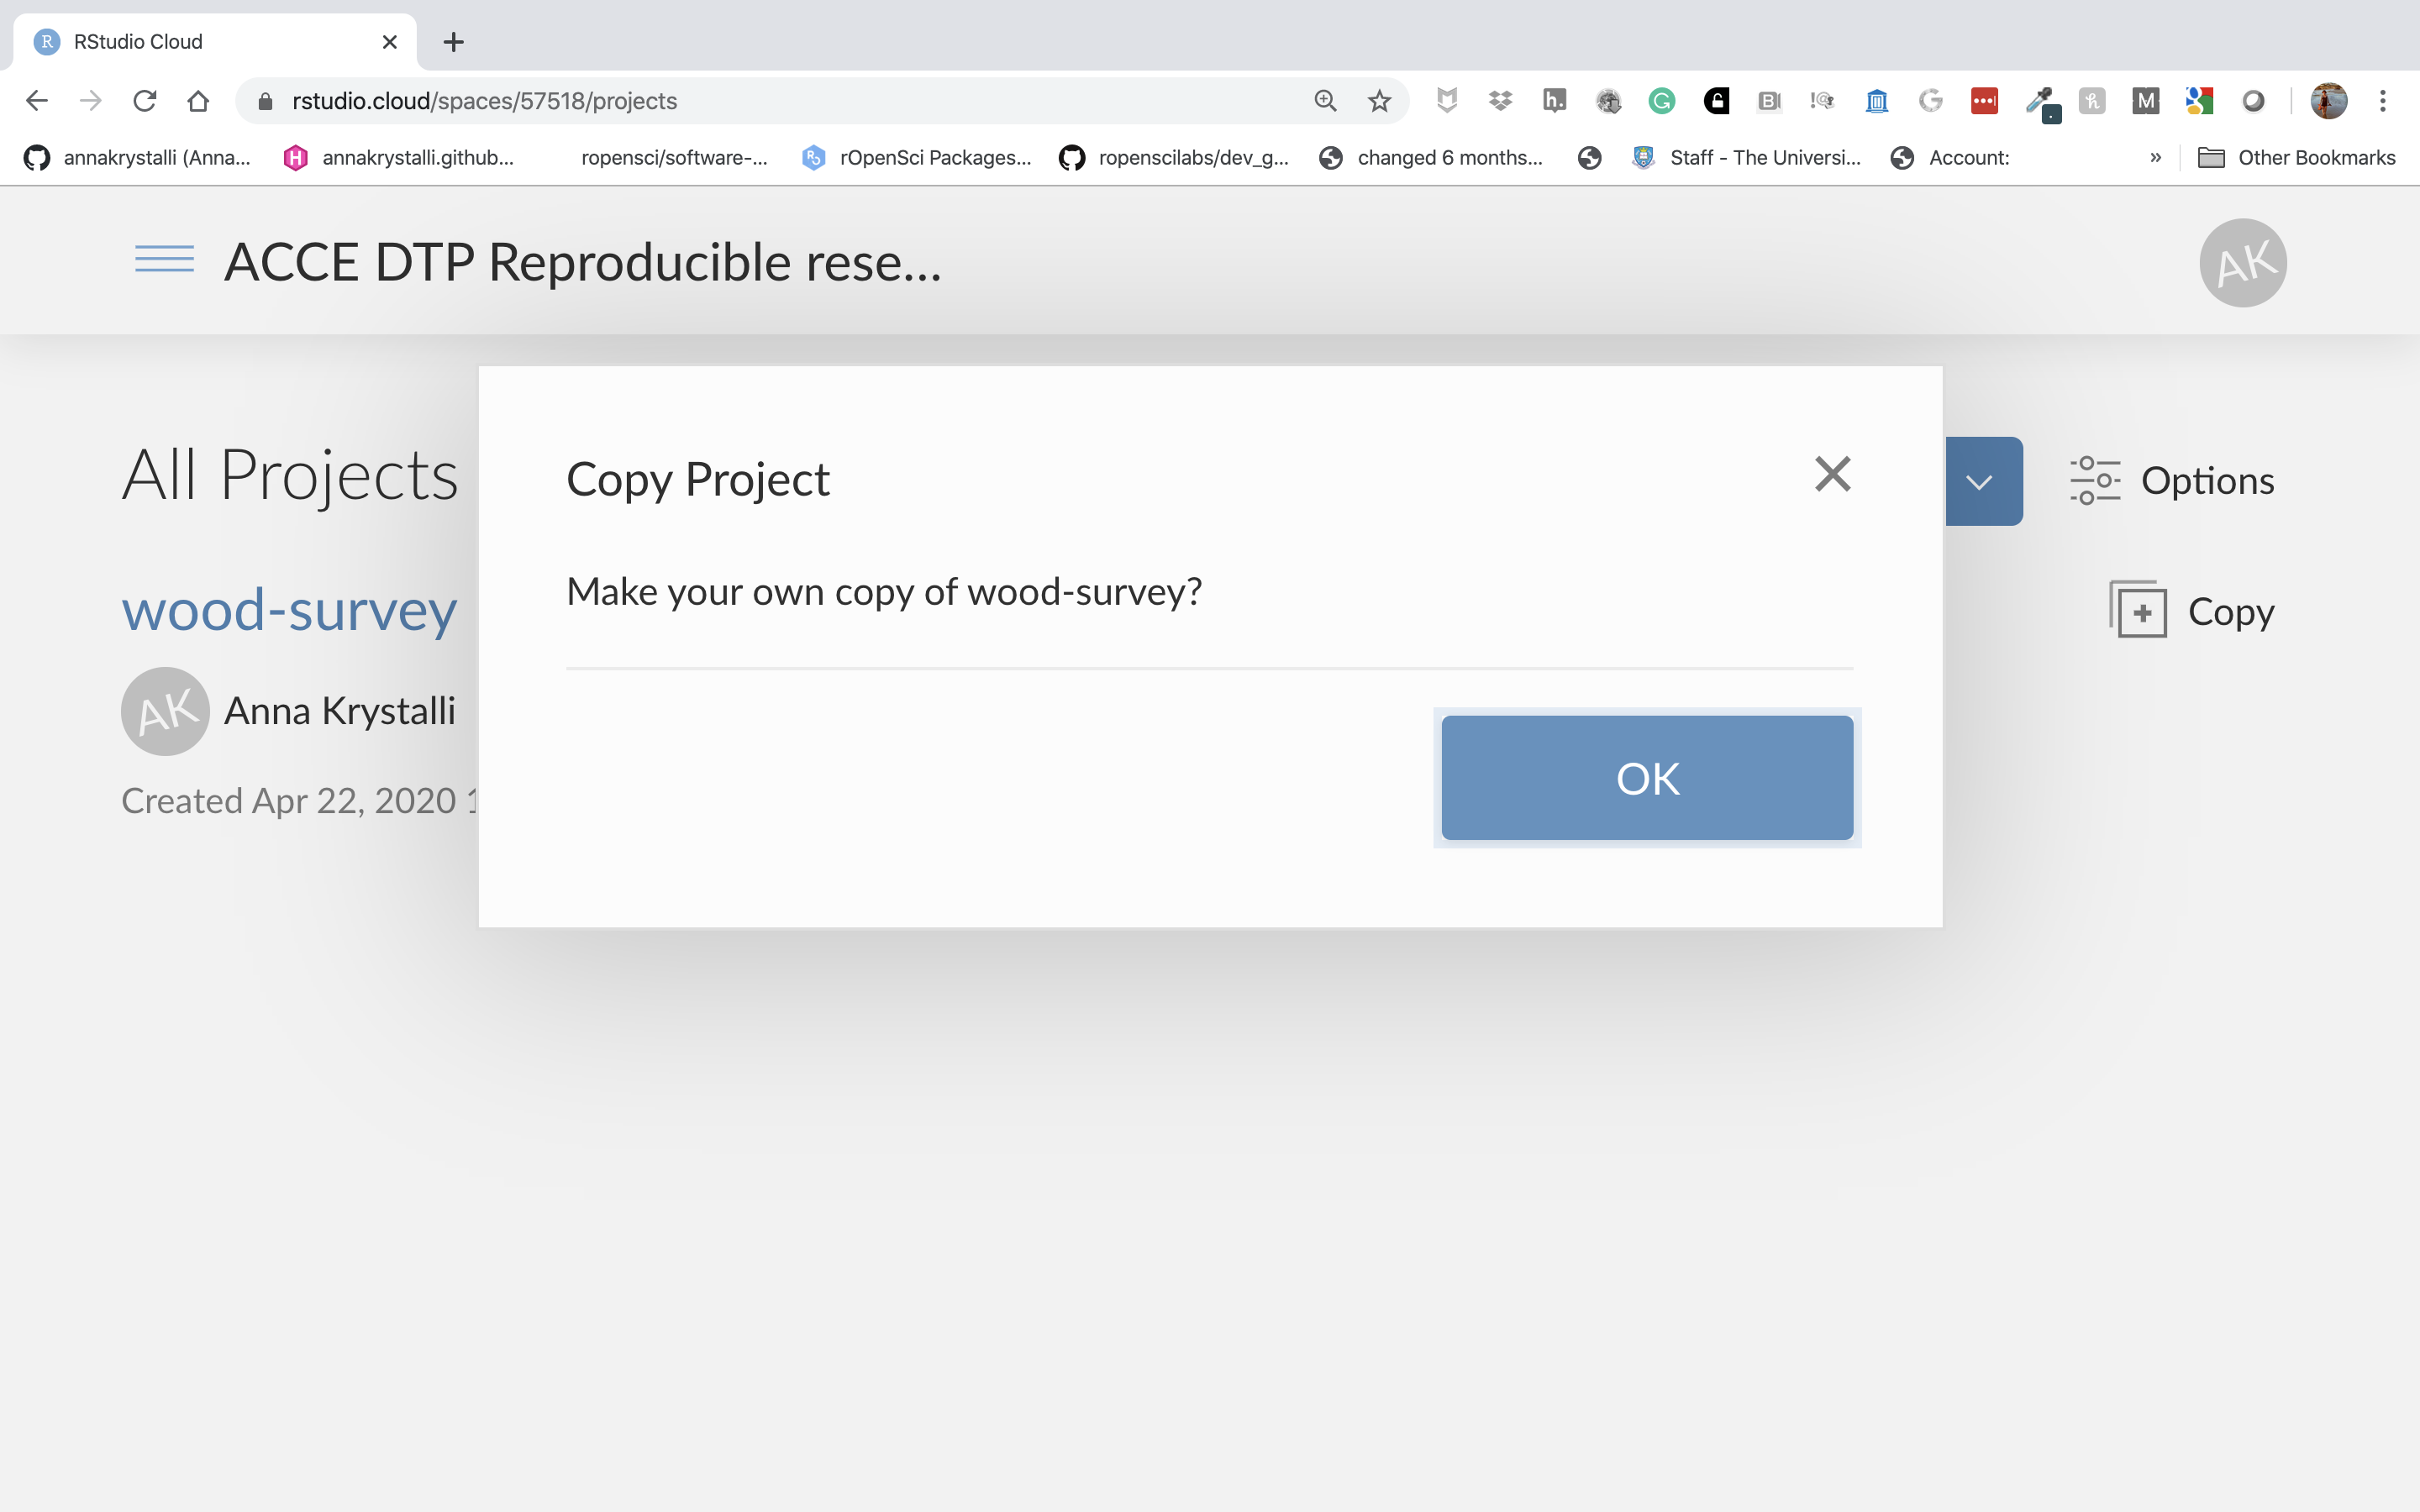 RStudio Cloud
rstudio.cloud/spaces/57518/projects
annakrystalli (Anna...
annakrystalli.github...
ropensci/software-...
rOpenSci Packages...
ropenscilabs/dev_g...
changed 6 months...
Staff - The Universi...
Account:
Other Bookmarks
ACCE DTP Reproducible rese...
AK
All Projects
Options
Copy Project
Make your own copy of wood-survey?
OK
wood-survey
Copy
AK
Anna Krystalli
Created Apr 22, 2020 1